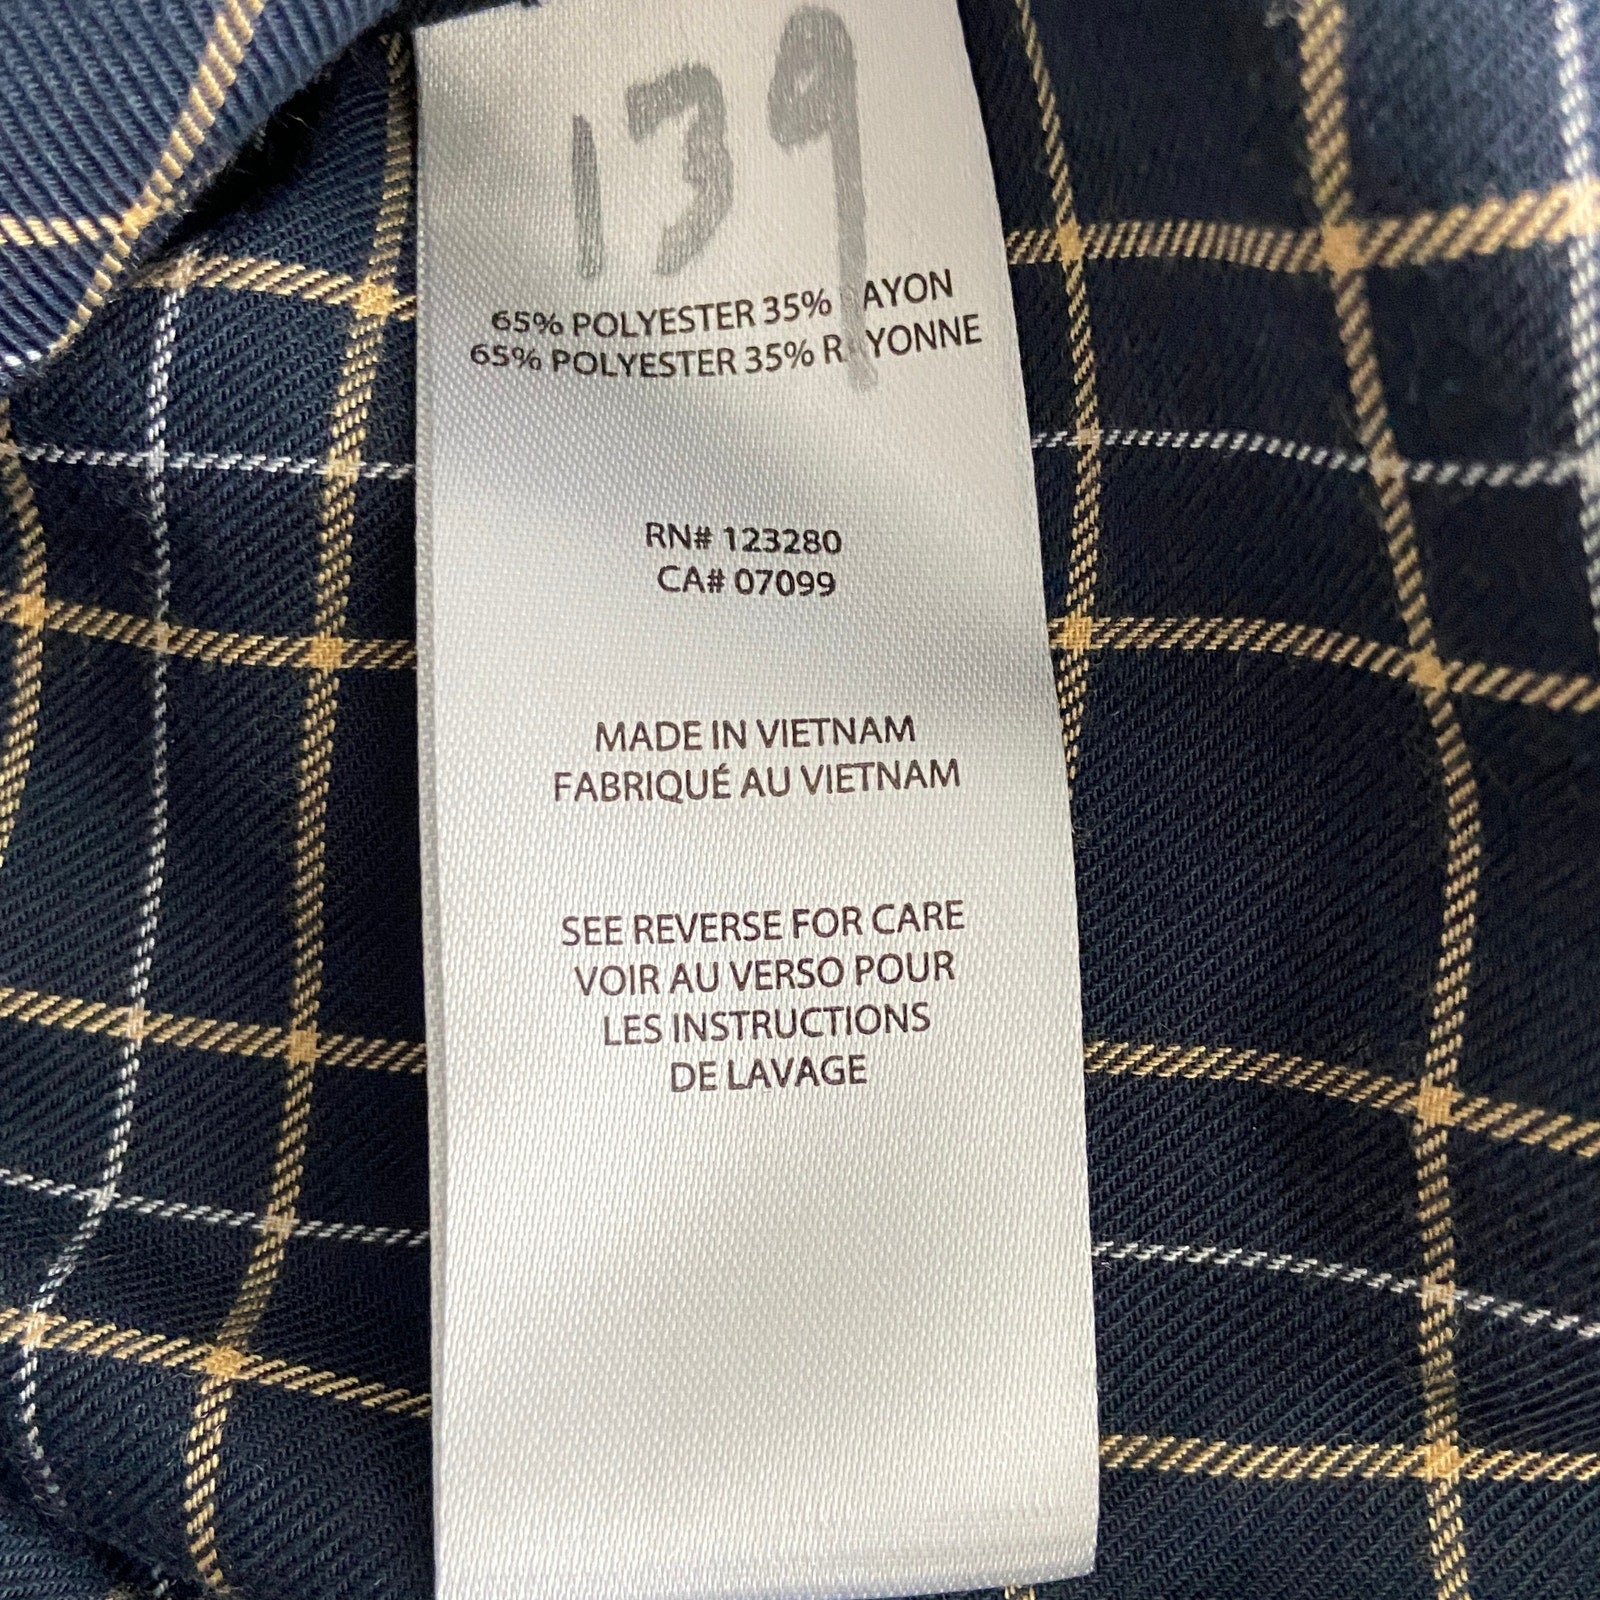 139
65% POLYESTER 35% RAYON
65% POLYESTER 35% RAYONNE
RN# 123280
CA# 07099
MADE IN VIETNAM
FABRIQUÉ AU VIETNAM
SEE REVERSE FOR CARE
VOIR AU VERSO POUR
LES INSTRUCTIONS
DE LAVAGE